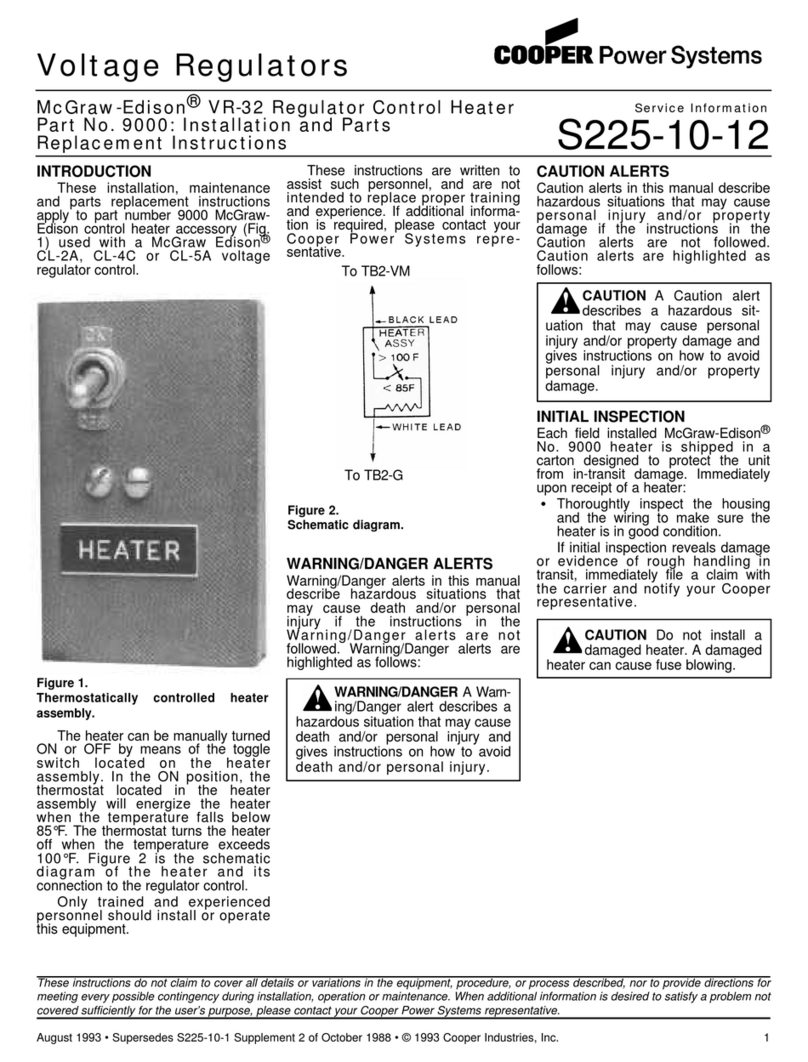 Voltage Regulators
COOPER Power Systems
McGraw-Edison® VR-32 Regulator Control Heater
Part No. 9000: Installation and Parts
Replacement Instructions
Service Information
S225-10-12
INTRODUCTION
These installation, maintenance
and parts replacement instructions
apply to part number 9000 McGraw-
Edison control heater accessory (Fig.
1) used with a McGraw Edison®
CL-2A, CL-4C or CL-5A voltage
regulator control.
ON
HEATER
Figure 1.
Thermostatically controlled heater
assembly.
The heater can be manually turned
ON or OFF by means of the toggle
switch located on the heater
assembly. In the ON position, the
thermostat located in the heater
assembly will energize the heater
when the temperature falls below
85°F. The thermostat turns the heater
off when the temperature exceeds
100°F. Figure 2 is the schematic
diagram of the heater and its
connection to the regulator control.
Only trained and experienced
personnel should install or operate
this equipment.
These instructions are written to
assist such personnel, and are not
intended to replace proper training
and experience. If additional informa-
tion is required, please contact your
Cooper Power Systems repre-
sentative.
To TB2-VM
BLACK LEAD
HEATER
ASSY
> 100 F
< 85F
WHITE LEAD
To TB2-G
Figure 2.
Schematic diagram.
WARNING/DANGER ALERTS
Warning/Danger alerts in this manual
describe hazardous situations that
may cause death and/or personal
injury if the instructions in the
Warning/Danger alerts are not
followed. Warning/Danger alerts are
highlighted as follows:
WARNING/DANGER A Warn-
ing/Danger alert describes a
hazardous situation that may cause
death and/or personal injury and
gives instructions on how to avoid
death and/or personal injury.
CAUTION ALERTS
Caution alerts in this manual describe
hazardous situations that may cause
personal injury and/or property
damage if the instructions in the
Caution alerts are not followed.
Caution alerts are highlighted as
follows:
CAUTION A Caution alert
describes a hazardous sit-
uation that may cause personal
injury and/or property damage and
gives instructions on how to avoid
personal injury and/or property
damage.
INITIAL INSPECTION
Each field installed McGraw-Edison®
No. 9000 heater is shipped in a
carton designed to protect the unit
from in-transit damage. Immediately
upon receipt of a heater:
• Thoroughtly inspect the housing
and the wiring to make sure the
heater is in good condition.
If initial inspection reveals damage
or evidence of rough handling in
transit, immediately file a claim with
the carrier and notify your Cooper
representative.
CAUTION Do not install a
damaged heater. A damaged
heater can cause fuse blowing.
These instructions do not claim to cover all details or variations in the equipment, procedure, or process described, nor to provide directions for
meeting every possible contingency during installation, operation or maintenance. When additional information is desired to satisfy a problem not
covered sufficiently for the user's purpose, please contact your Cooper Power Systems representative.
August 1993 • Supersedes S225-10-1 Supplement 2 of October 1988 • © 1993 Cooper Industries, Inc.
1